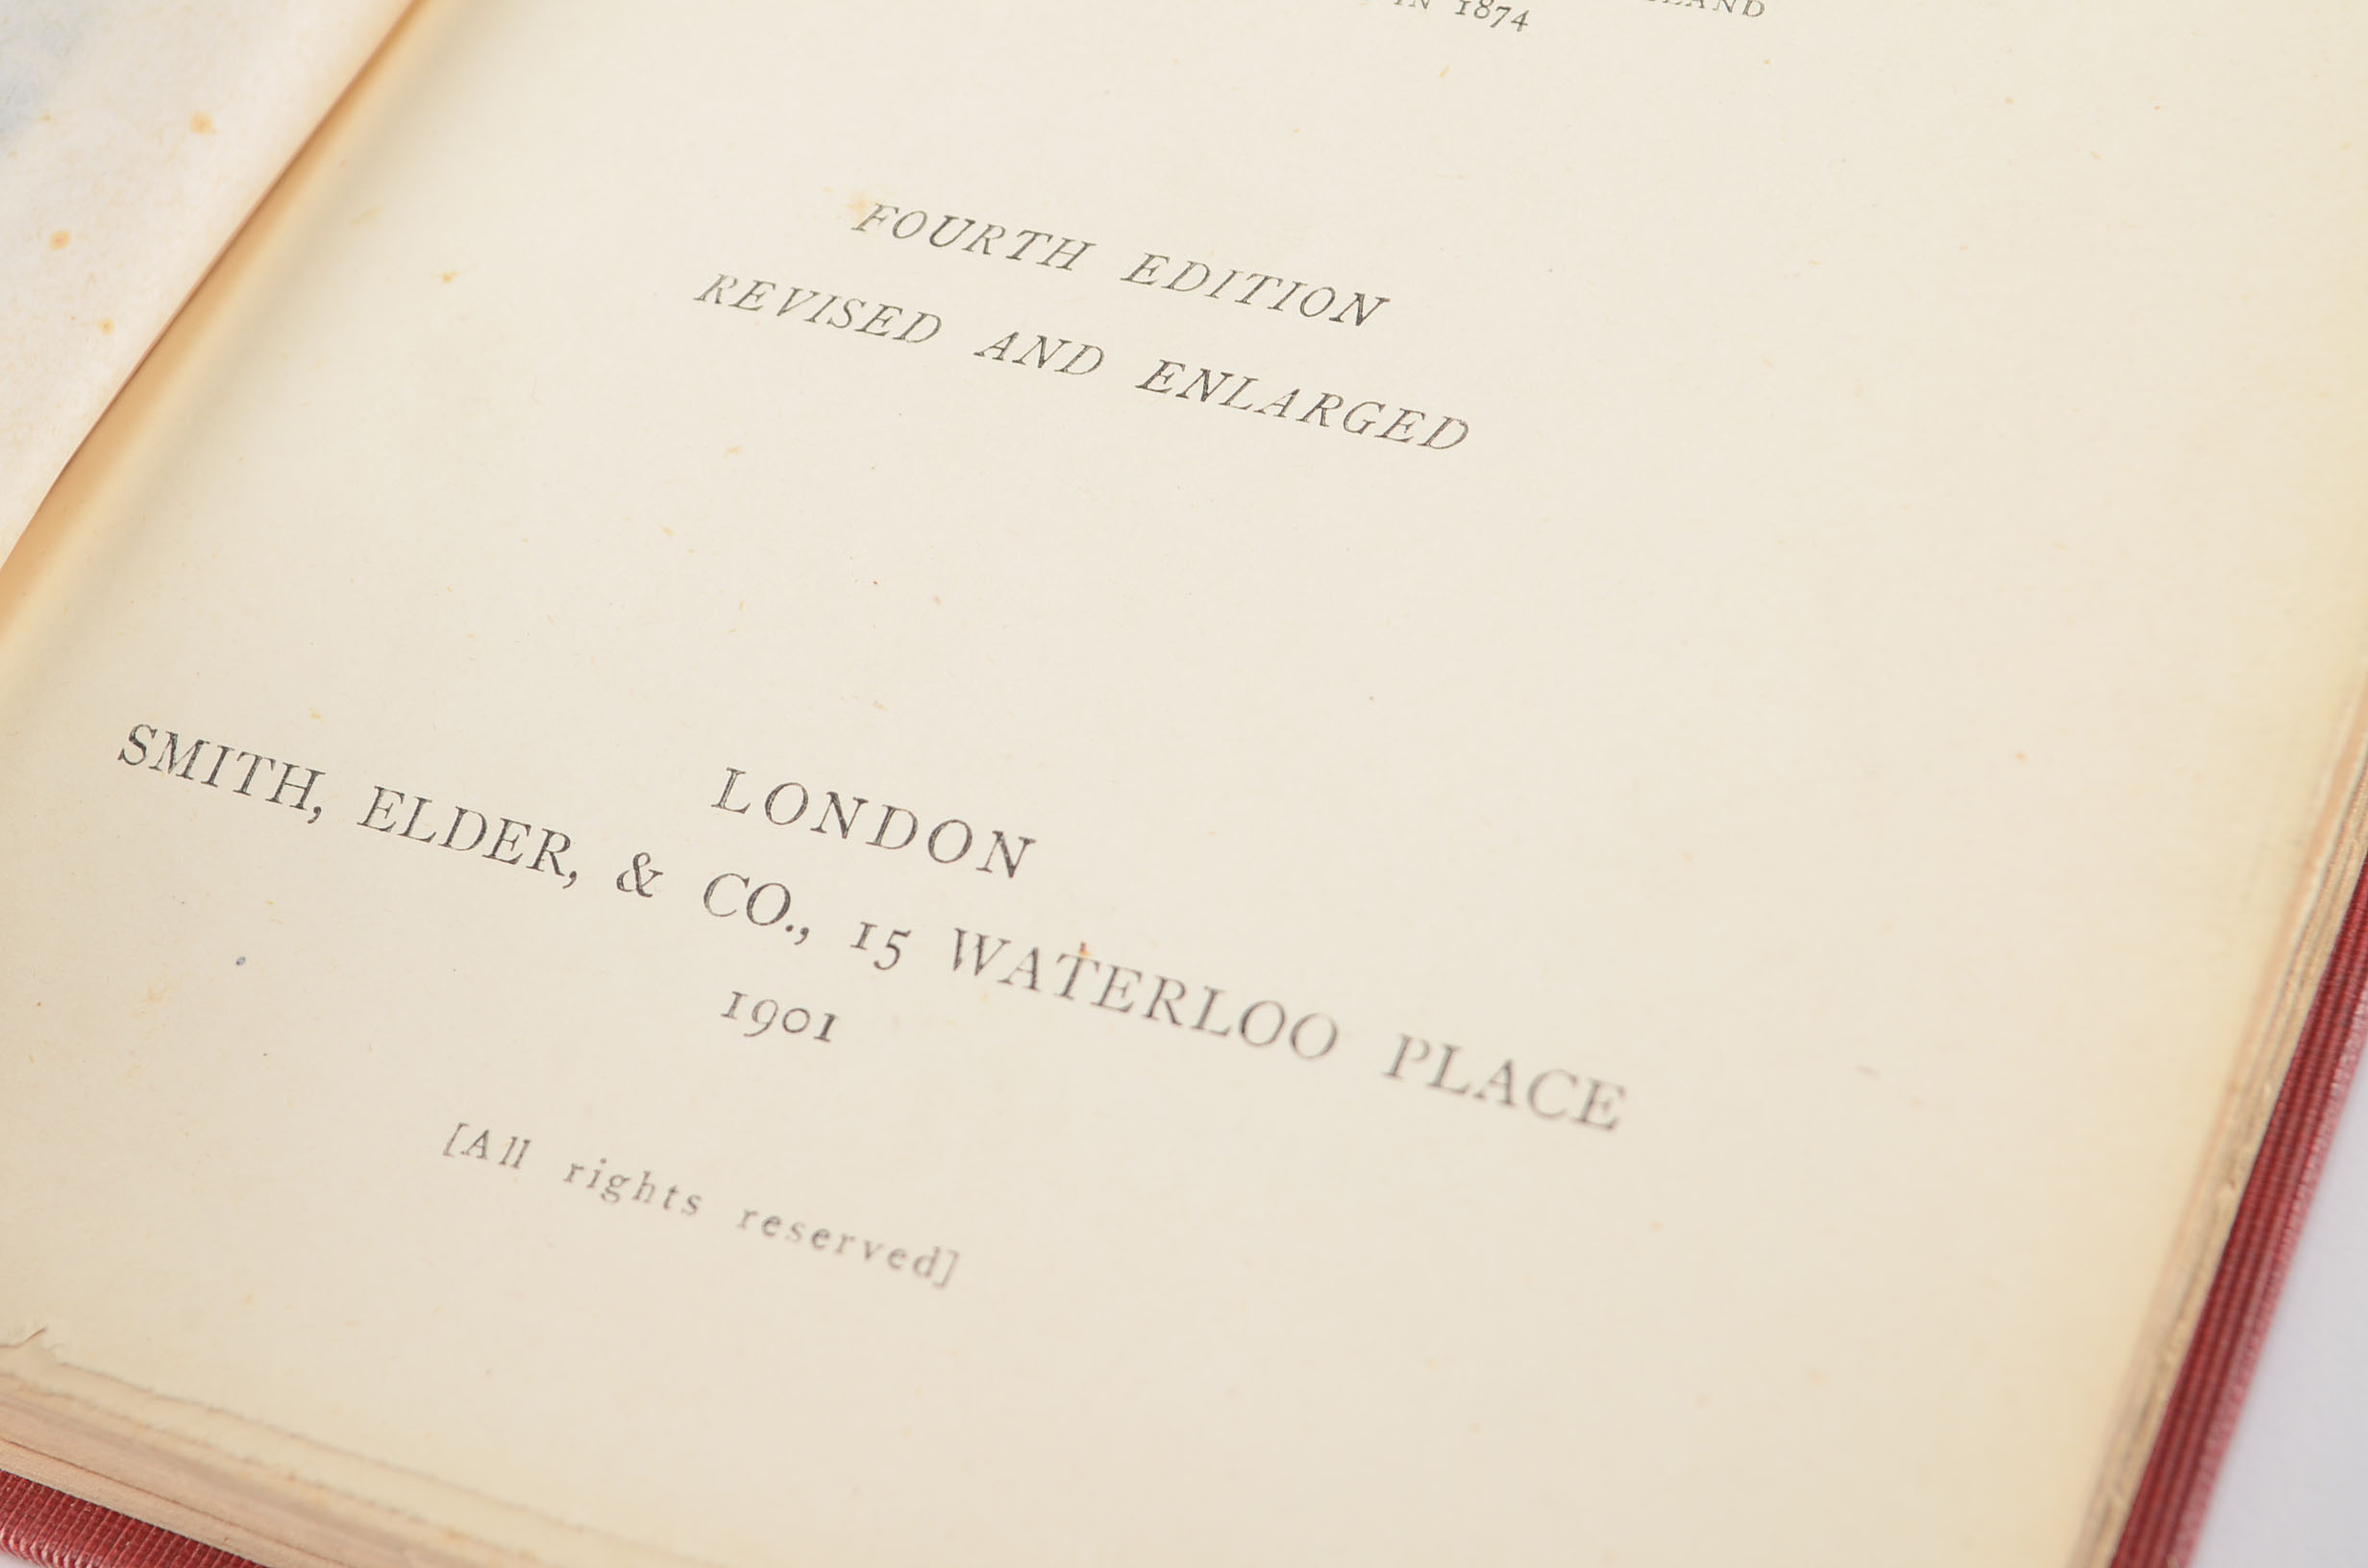 IN 1874
FOURTH EDITION
REVISED AND ENLARGED
LONDON
SMITH, ELDER, & CO., 15 WATERLOO PLACE
1901
[All rights reserved]